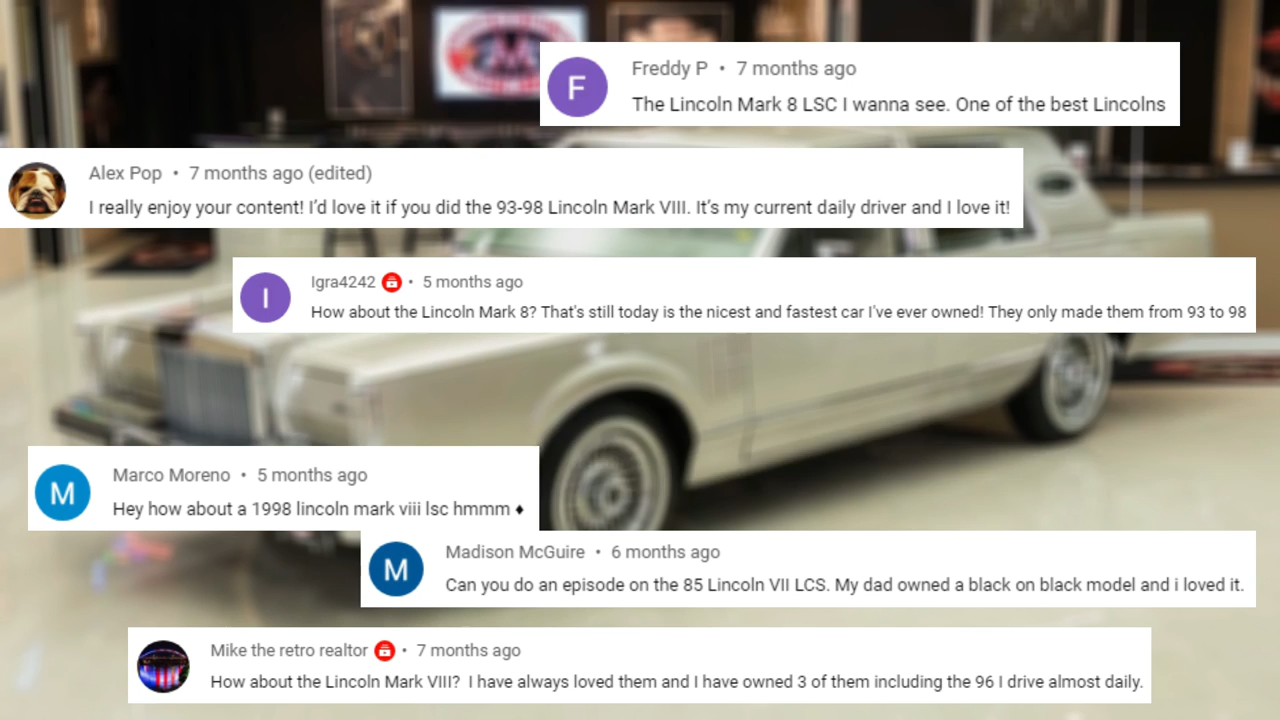 Freddy P • 7 months ago
The Lincoln Mark 8 LSC I wanna see. One of the best Lincolns
F
Alex Pop • 7 months ago (edited)
I really enjoy your content! I'd love it if you did the 93-98 Lincoln Mark VIII. It's my current daily driver and I love it!
Igra4242 • 5 months ago
I
How about the Lincoln Mark 8? That's still today is the nicest and fastest car I've ever owned! They only made them from 93 to 98
Marco Moreno • 5 months ago
M
Hey how about a 1998 lincoln mark viii lsc hmmm ♦
Madison McGuire • 6 months ago
M
Can you do an episode on the 85 Lincoln VII LCS. My dad owned a black on black model and i loved it.
Mike the retro realtor • 7 months ago
How about the Lincoln Mark VIII?  I have always loved them and I have owned 3 of them including the 96 I drive almost daily.